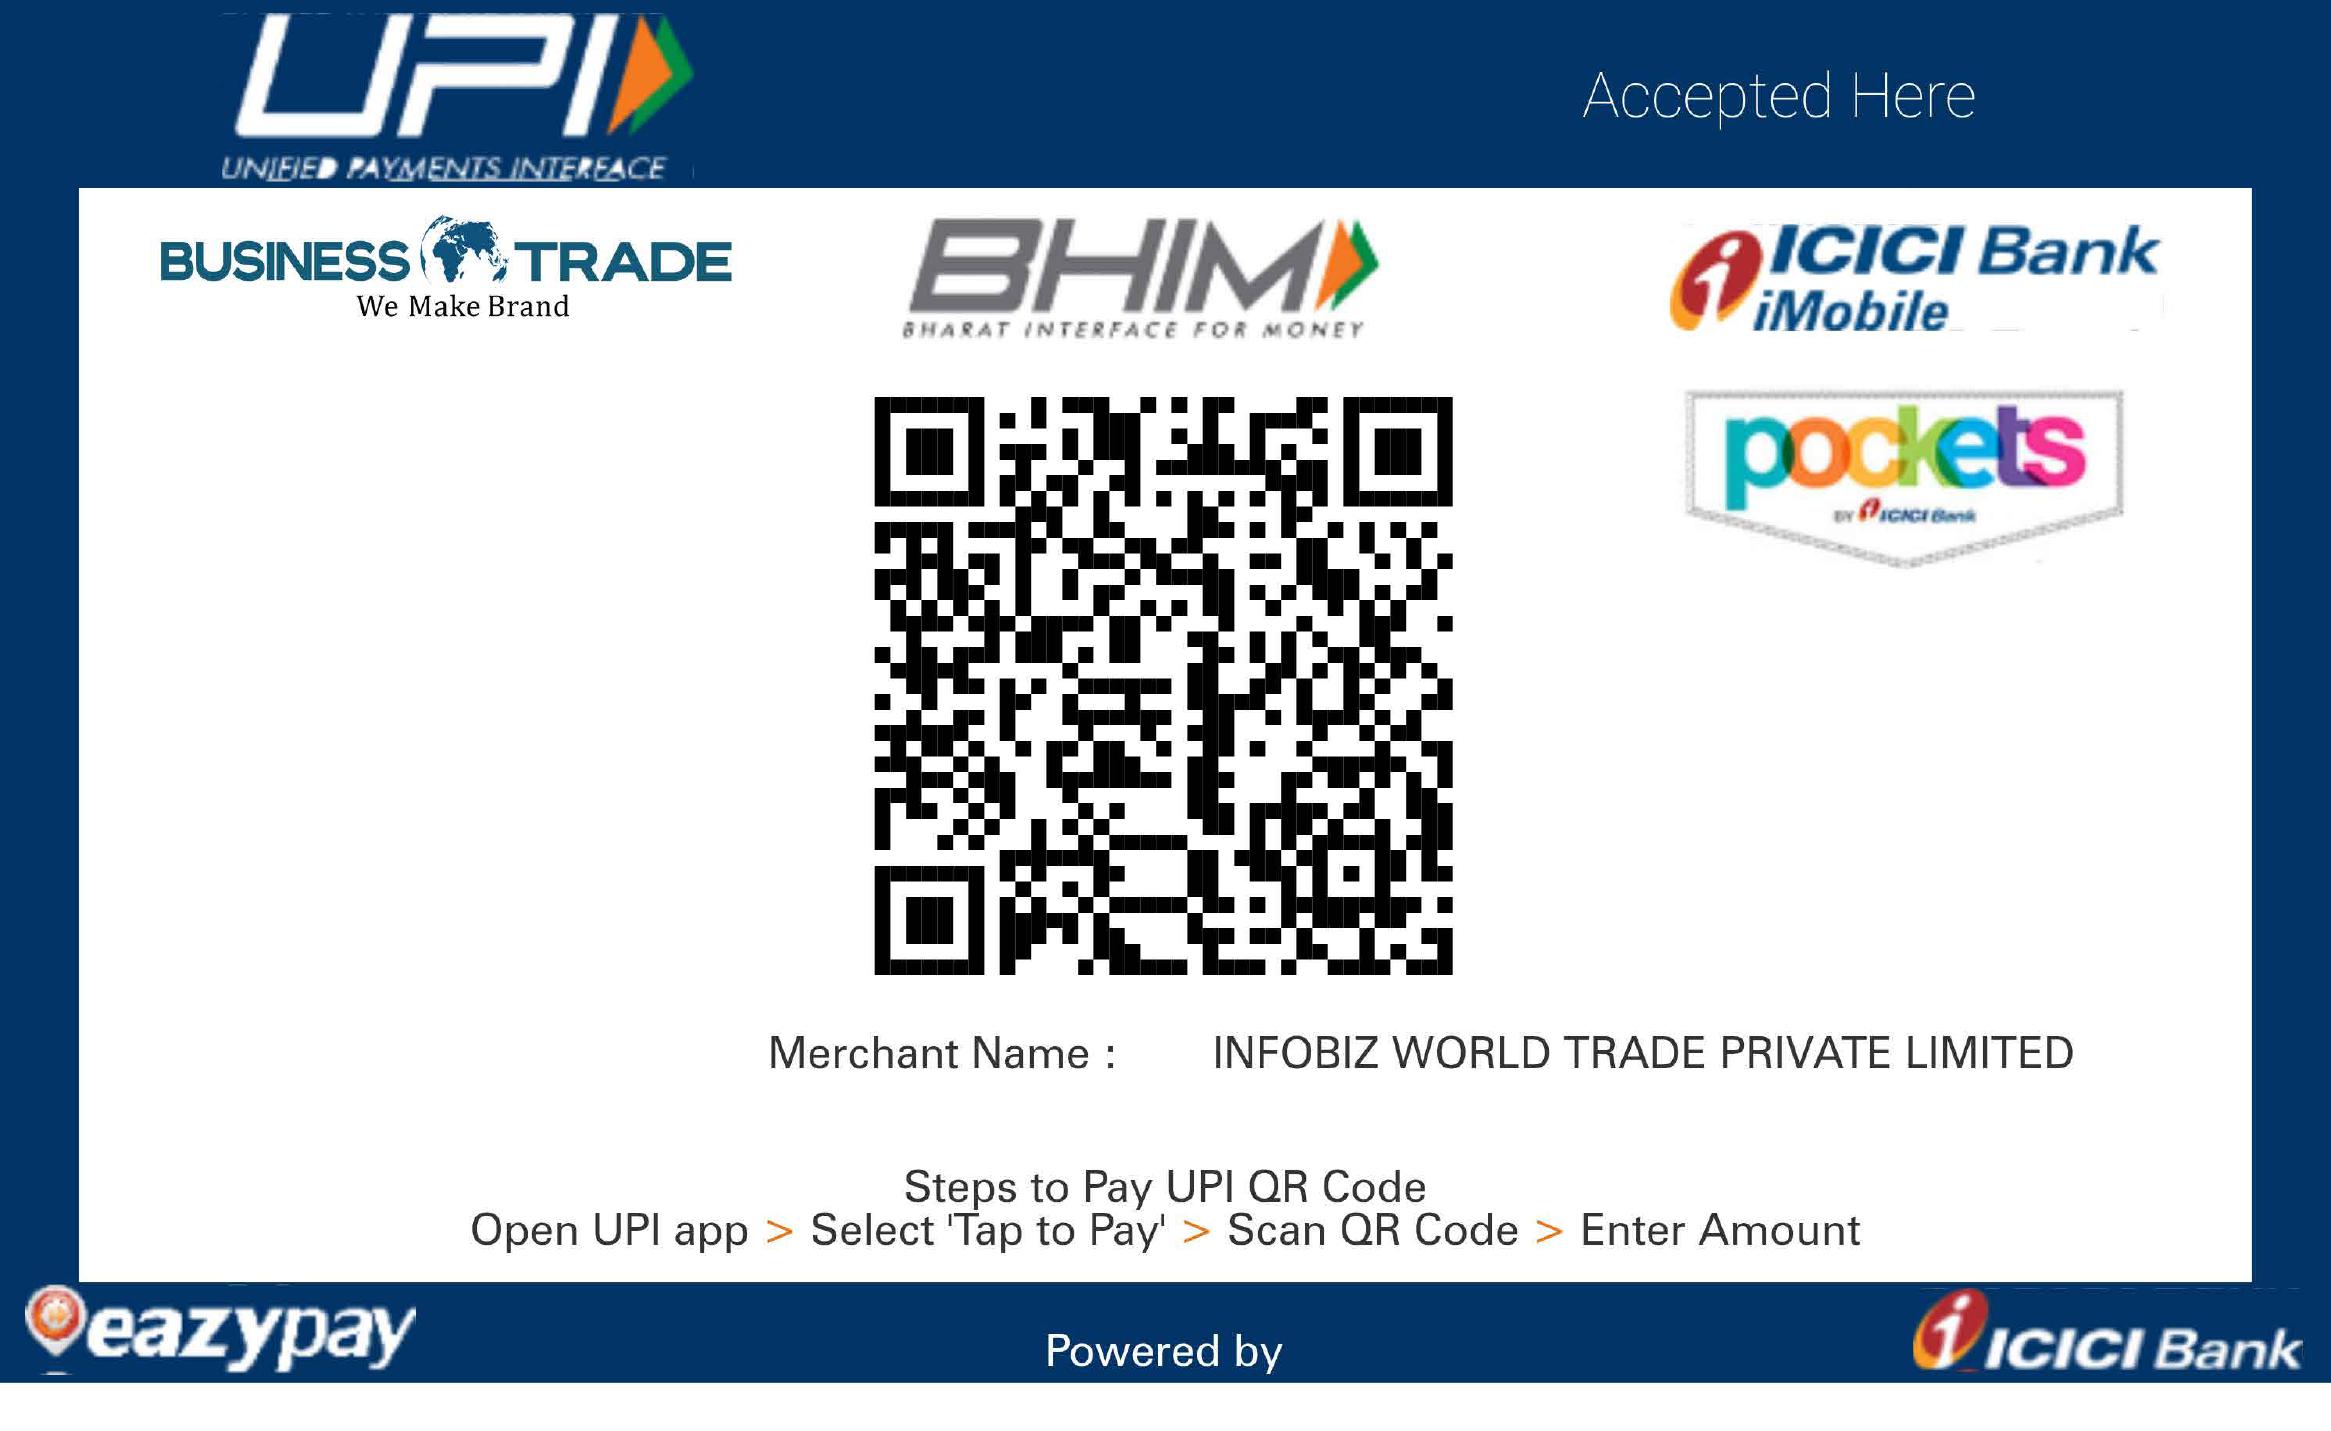 UPI
UNIFIED PAYMENTS INTERFACE
Accepted Here
BUSINESS TRADE
We Make Brand
BHIM
BHARAT INTERFACE FOR MONEY
ICICI Bank
iMobile
pockets
BY ICICI Bank
Merchant Name : INFOBIZ WORLD TRADE PRIVATE LIMITED
Steps to Pay UPI QR Code
Open UPI app > Select 'Tap to Pay' > Scan QR Code > Enter Amount
eazypay
Powered by
ICICI Bank